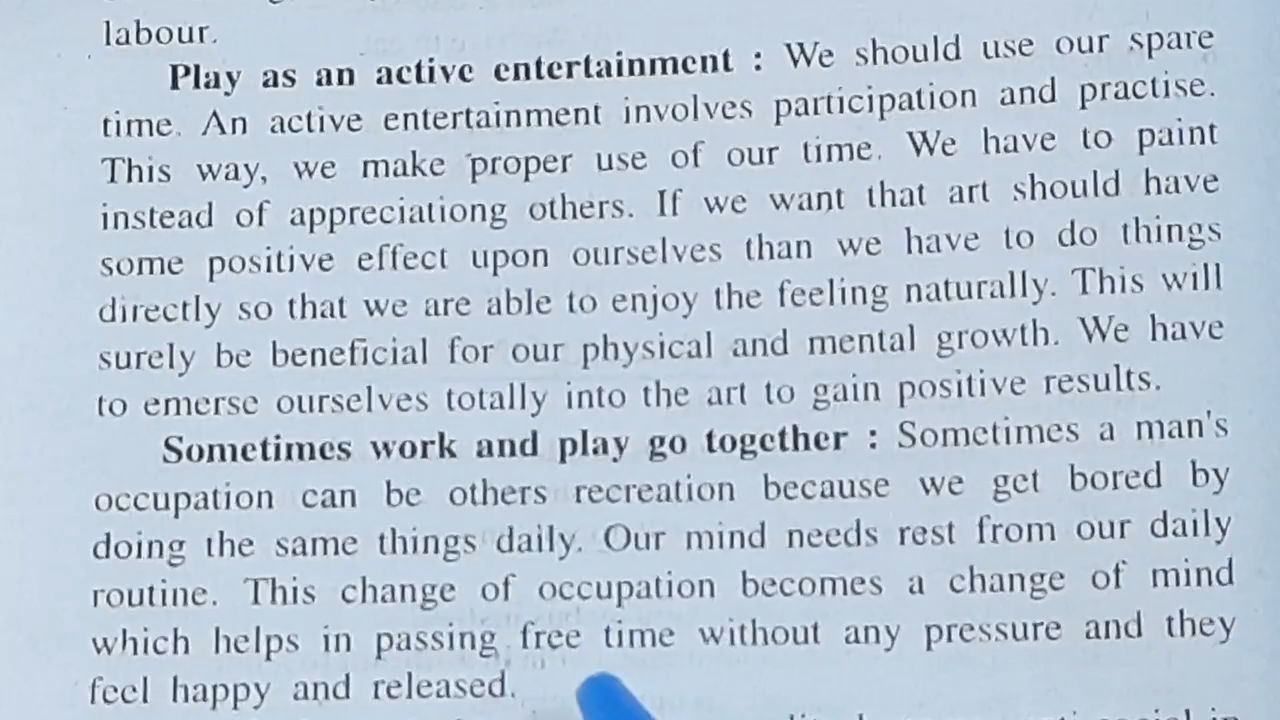 labour.
Play as an active entertainment : We should use our spare
time. An active entertainment involves participation and practise.
This way, we make proper use of our time. We have to paint
instead of appreciationg others. If we want that art should have
some positive effect upon ourselves than we have to do things
directly so that we are able to enjoy the feeling naturally. This will
surely be beneficial for our physical and mental growth. We have
to emerse ourselves totally into the art to gain positive results.
Sometimes work and play go together : Sometimes a man's
occupation can be others recreation because we get bored by
doing the same things daily. Our mind needs rest from our daily
routine. This change of occupation becomes a change of mind
which helps in passing free time without any pressure and they
feel happy and released.